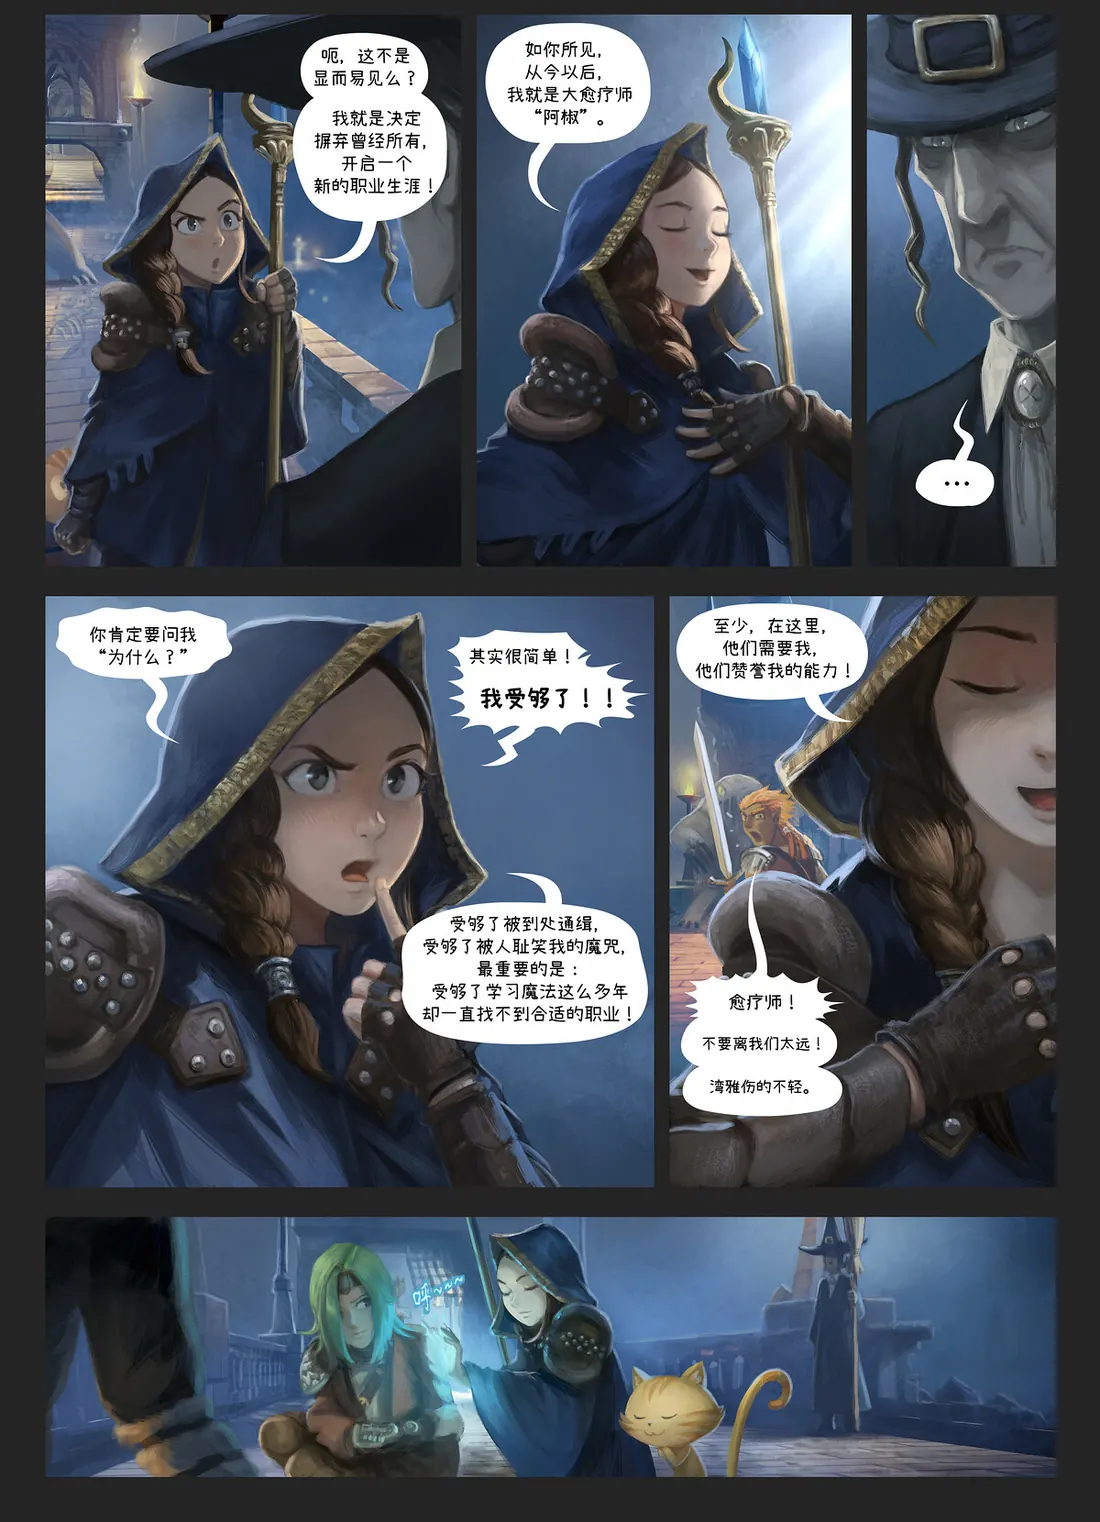 呃，这不是
显而易见么？
我就是决定
摒弃曾经所有，
开启一个
新的职业生涯！
如你所见，
从今以后，
我就是大愈疗师
“阿椒”。
...
你肯定要问我
“为什么？”
其实很简单！
我受够了！！
受够了被到处通缉，
受够了被人耻笑我的魔咒，
最重要的是：
受够了学习魔法这么多年
却一直找不到合适的职业！
至少，在这里，
他们需要我，
他们赞誉我的能力！
愈疗师！
不要离我们太远！
湾雅伤的不轻。
呼~~~